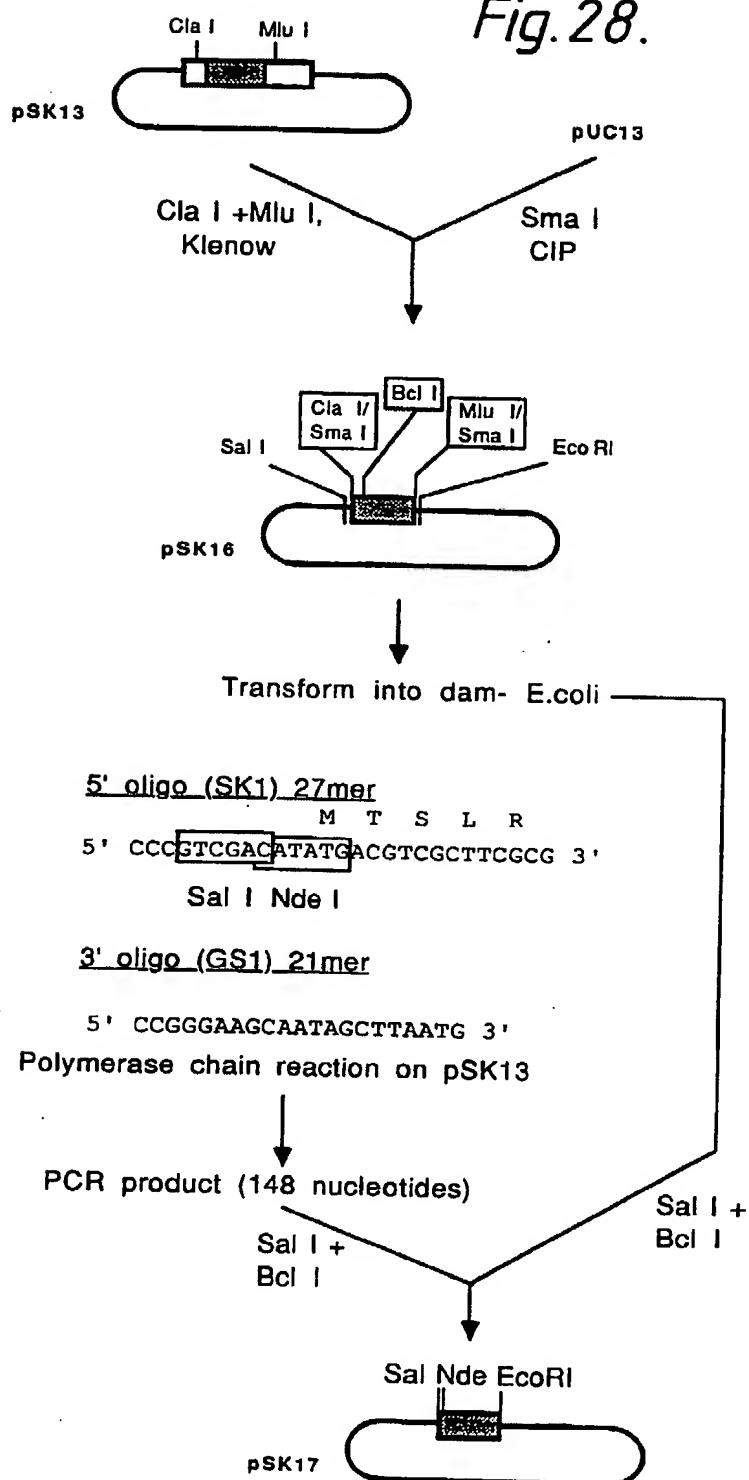 Fig. 28.
Cla I Mlu I
pSK13
pUC13
Cla I +Mlu I,
Klenow
Sma I
CIP
Bcl I
Cla I/
Sma I
Mlu I/
Sma I
Sal I
Eco RI
pSK16
Transform into dam- E.coli
5' oligo (SK1) 27mer
M T S L R
5' CCCGTCGACATATGACGTCGCTTCGCG 3'
Sal I Nde I
3' oligo (GS1) 21mer
5' CCGGGAAGCAATAGCTTAATG 3'
Polymerase chain reaction on pSK13
PCR product (148 nucleotides)
Sal I +
Bcl I
Sal I +
Bcl I
Sal Nde EcoRI
pSK17